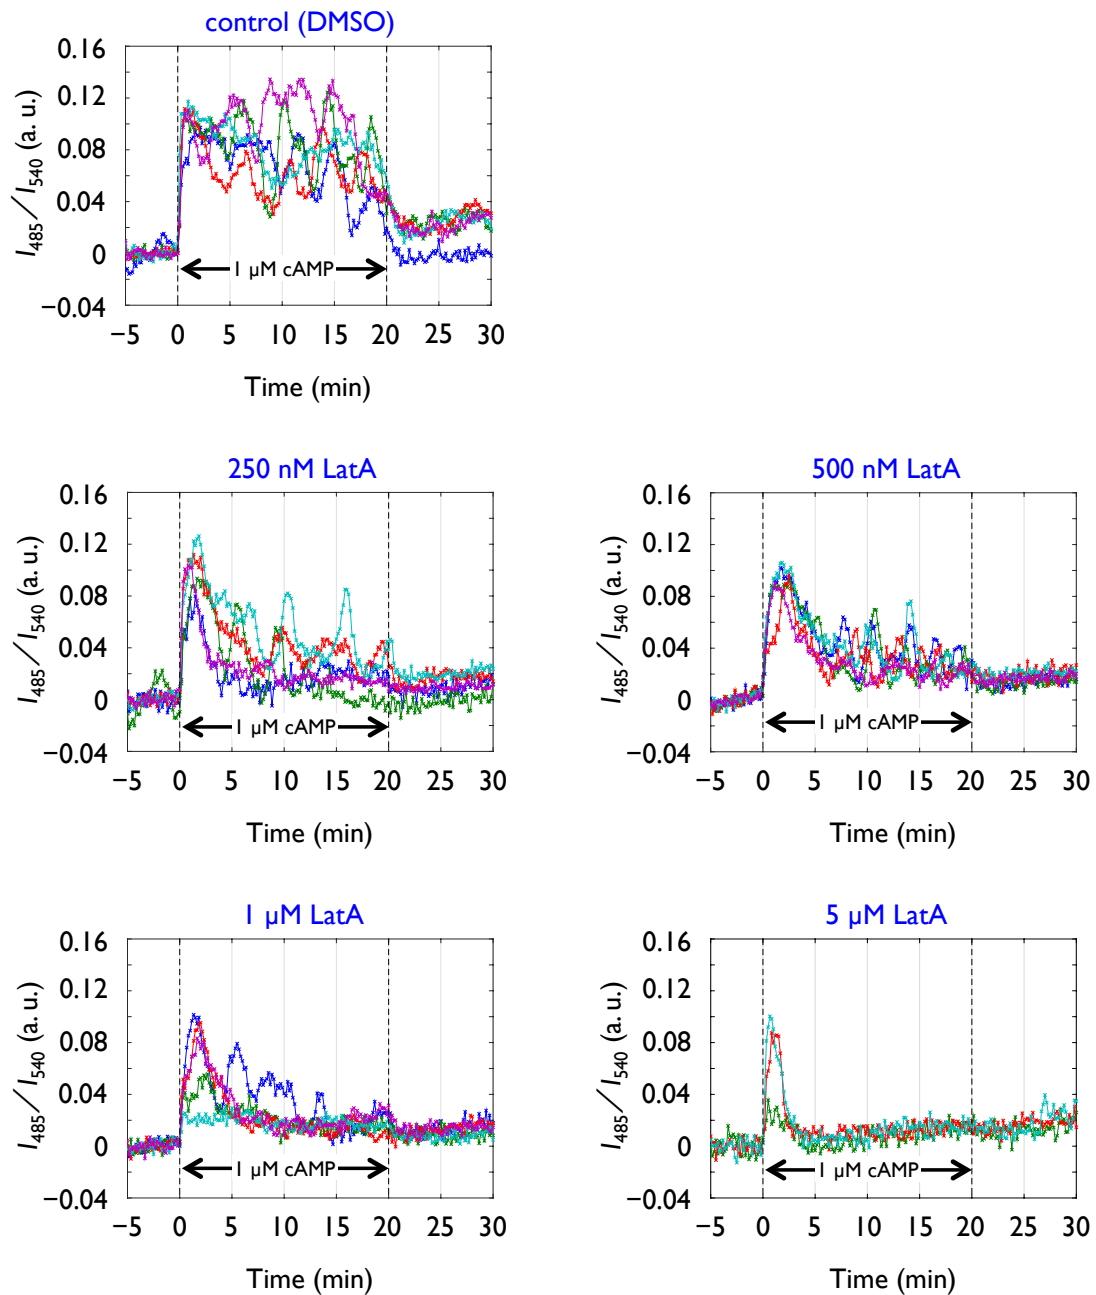 control (DMSO)
0.16
0.12
0.08
0.04
0
−0.04
I485/I540 (a. u.)
1 µM cAMP
−5 0 5 10 15 20 25 30
Time (min)
250 nM LatA
0.16
0.12
0.08
0.04
0
−0.04
I485/I540 (a. u.)
1 µM cAMP
−5 0 5 10 15 20 25 30
Time (min)
500 nM LatA
0.16
0.12
0.08
0.04
0
−0.04
I485/I540 (a. u.)
1 µM cAMP
−5 0 5 10 15 20 25 30
Time (min)
1 µM LatA
0.16
0.12
0.08
0.04
0
−0.04
I485/I540 (a. u.)
1 µM cAMP
−5 0 5 10 15 20 25 30
Time (min)
5 µM LatA
0.16
0.12
0.08
0.04
0
−0.04
I485/I540 (a. u.)
1 µM cAMP
−5 0 5 10 15 20 25 30
Time (min)